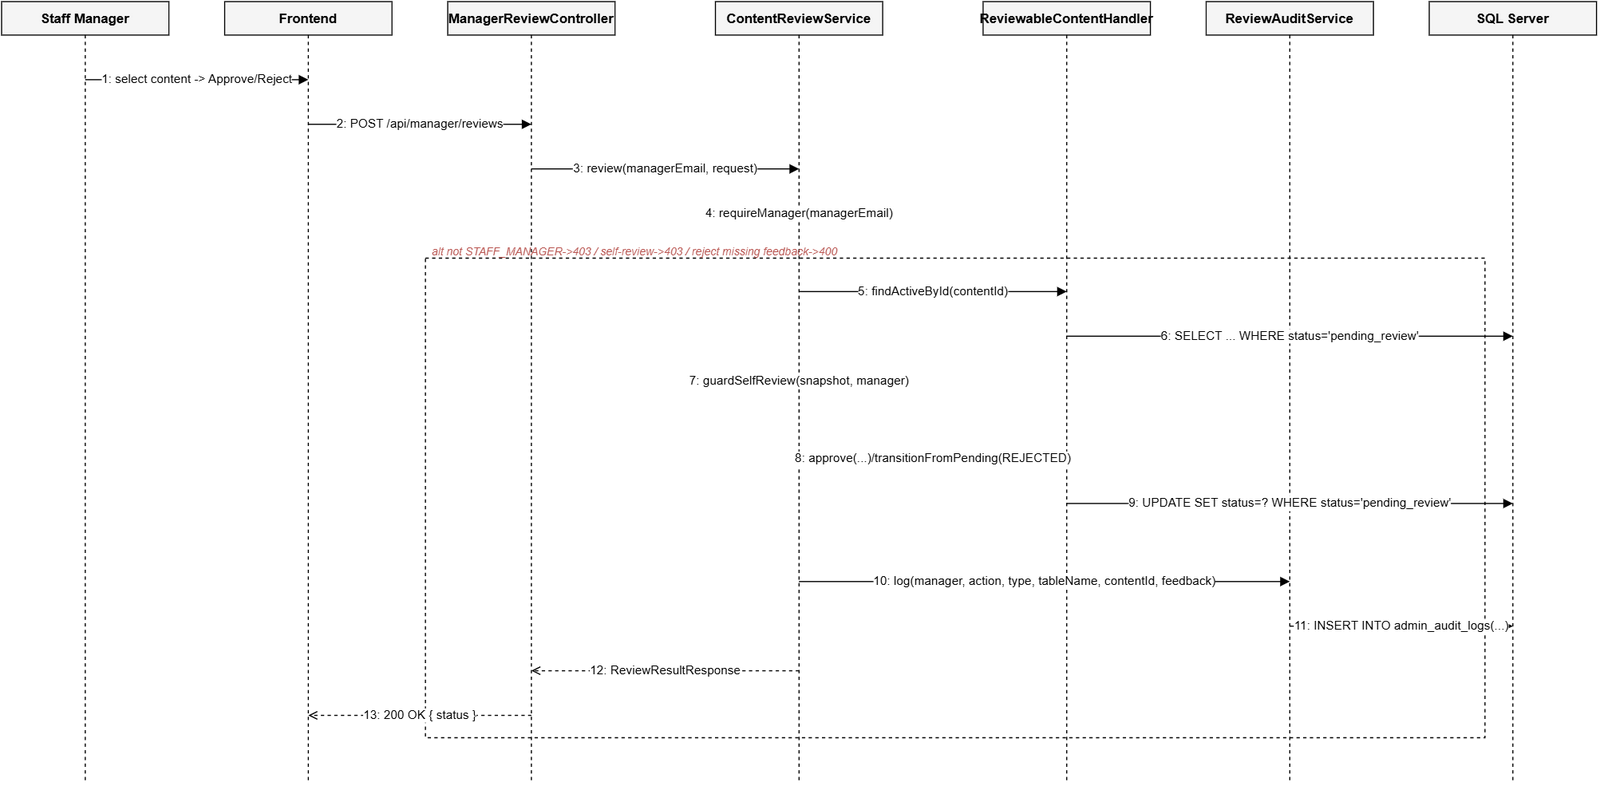 Staff Manager
Frontend
ManagerReviewController
ContentReviewService
ReviewableContentHandler
ReviewAuditService
SQL Server
1: select content -> Approve/Reject
2: POST /api/manager/reviews
3: review(managerEmail, request)
4: requireManager(managerEmail)
alt not STAFF_MANAGER->403 / self-review->403 / reject missing feedback->400
5: findActiveById(contentId)
6: SELECT ... WHERE status='pending_review'
7: guardSelfReview(snapshot, manager)
8: approve(...)/transitionFromPending(REJECTED)
9: UPDATE SET status=? WHERE status='pending_review'
10: log(manager, action, type, tableName, contentId, feedback)
11: INSERT INTO admin_audit_logs(...)
12: ReviewResultResponse
13: 200 OK { status }